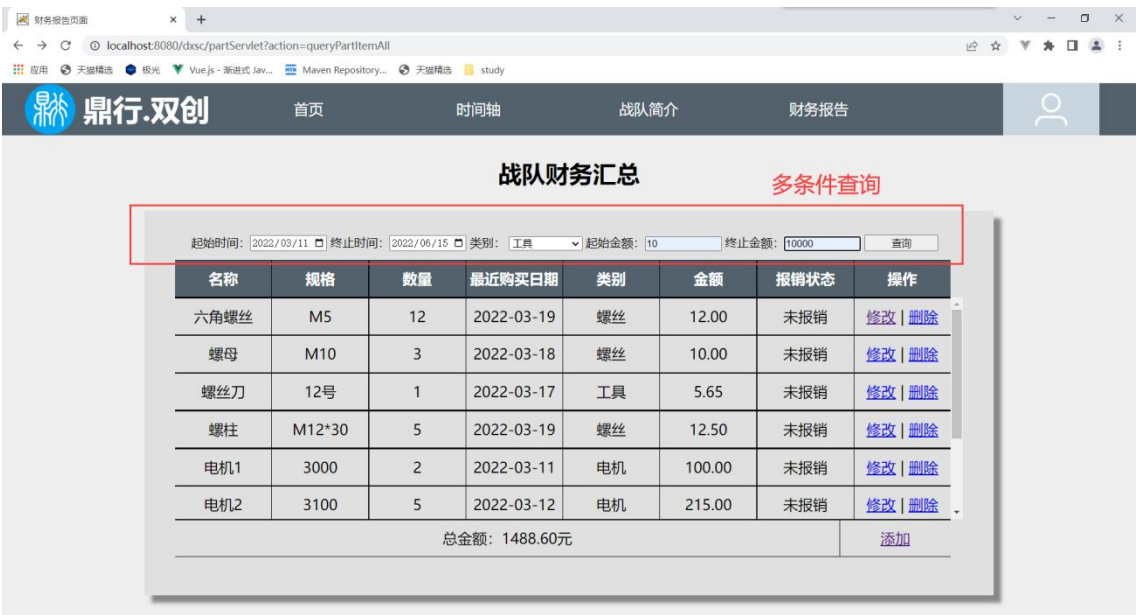 财务报告页面
localhost:8080/dxsc/partServlet?action=queryPartItemAll
应用 天猫精选 极光 Vue.js - 渐进式 Jav... Maven Repository... 天猫精选 study
鼎行 鼎行.双创 首页 时间轴 战队简介 财务报告
战队财务汇总
多条件查询
起始时间: 2022/03/11 终止时间: 2022/06/15 类别: 工具 起始金额: 10 终止金额: 10000 查询
名称 规格 数量 最近购买日期 类别 金额 报销状态 操作
六角螺丝 M5 12 2022-03-19 螺丝 12.00 未报销 修改 | 删除
螺母 M10 3 2022-03-18 螺丝 10.00 未报销 修改 | 删除
螺丝刀 12号 1 2022-03-17 工具 5.65 未报销 修改 | 删除
螺柱 M12*30 5 2022-03-19 螺丝 12.50 未报销 修改 | 删除
电机1 3000 2 2022-03-11 电机 100.00 未报销 修改 | 删除
电机2 3100 5 2022-03-12 电机 215.00 未报销 修改 | 删除
总金额：1488.60元 添加